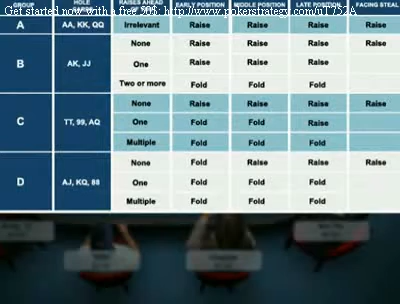 GROUP HOLE RAISES AHEAD EARLY POSITION MIDDLE POSITION LATE POSITION FACING STEAL
Get started now with a free 50$: http://www.pokerstrategy.com/u1752A
A AA, KK, QQ Irrelevant Raise Raise Raise Raise
None Raise Raise Raise Raise
B AK, JJ One Raise Raise Raise
Two or more Fold Fold Fold
None Raise Raise Raise Raise
C TT, 99, AQ One Fold Fold Raise
Multiple Fold Fold Fold
None Fold Raise Raise Raise
D AJ, KQ, 88 One Fold Fold Fold
Multiple Fold Fold Fold